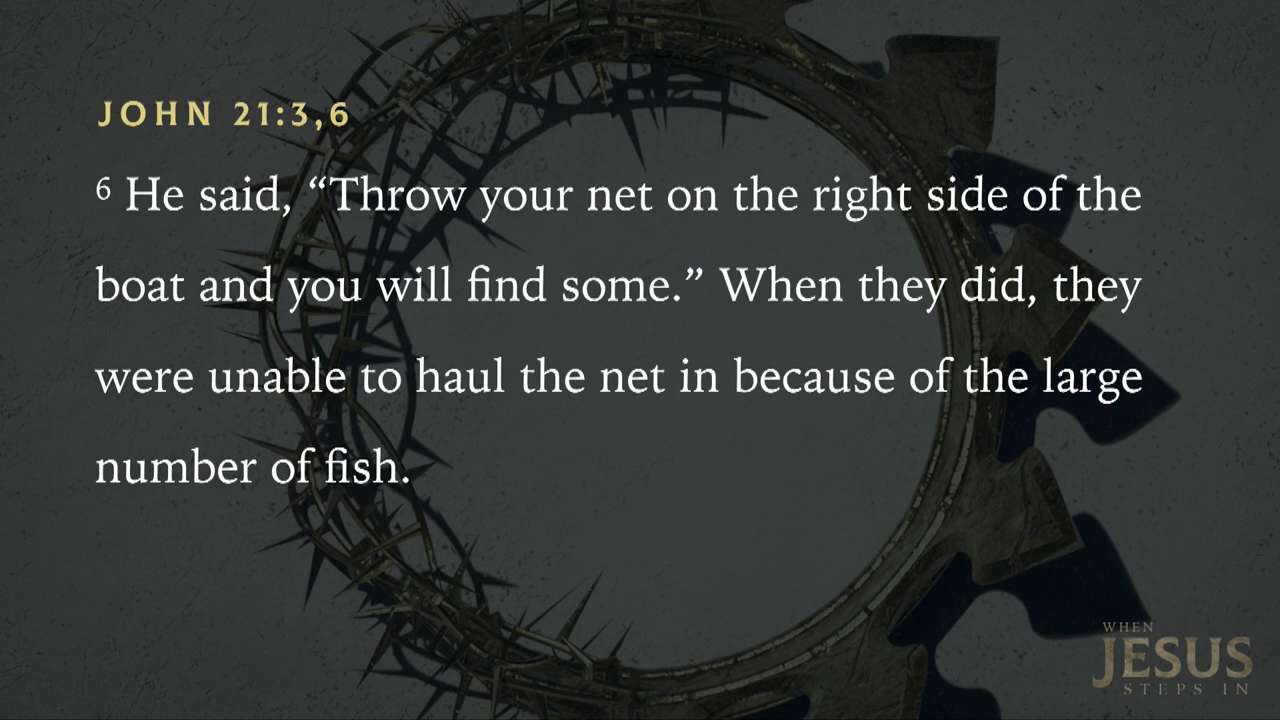 JOHN 21:3,6
6 He said, “Throw your net on the right side of the
boat and you will find some.” When they did, they
were unable to haul the net in because of the large
number of fish.
WHEN
JESUS
STEPS IN